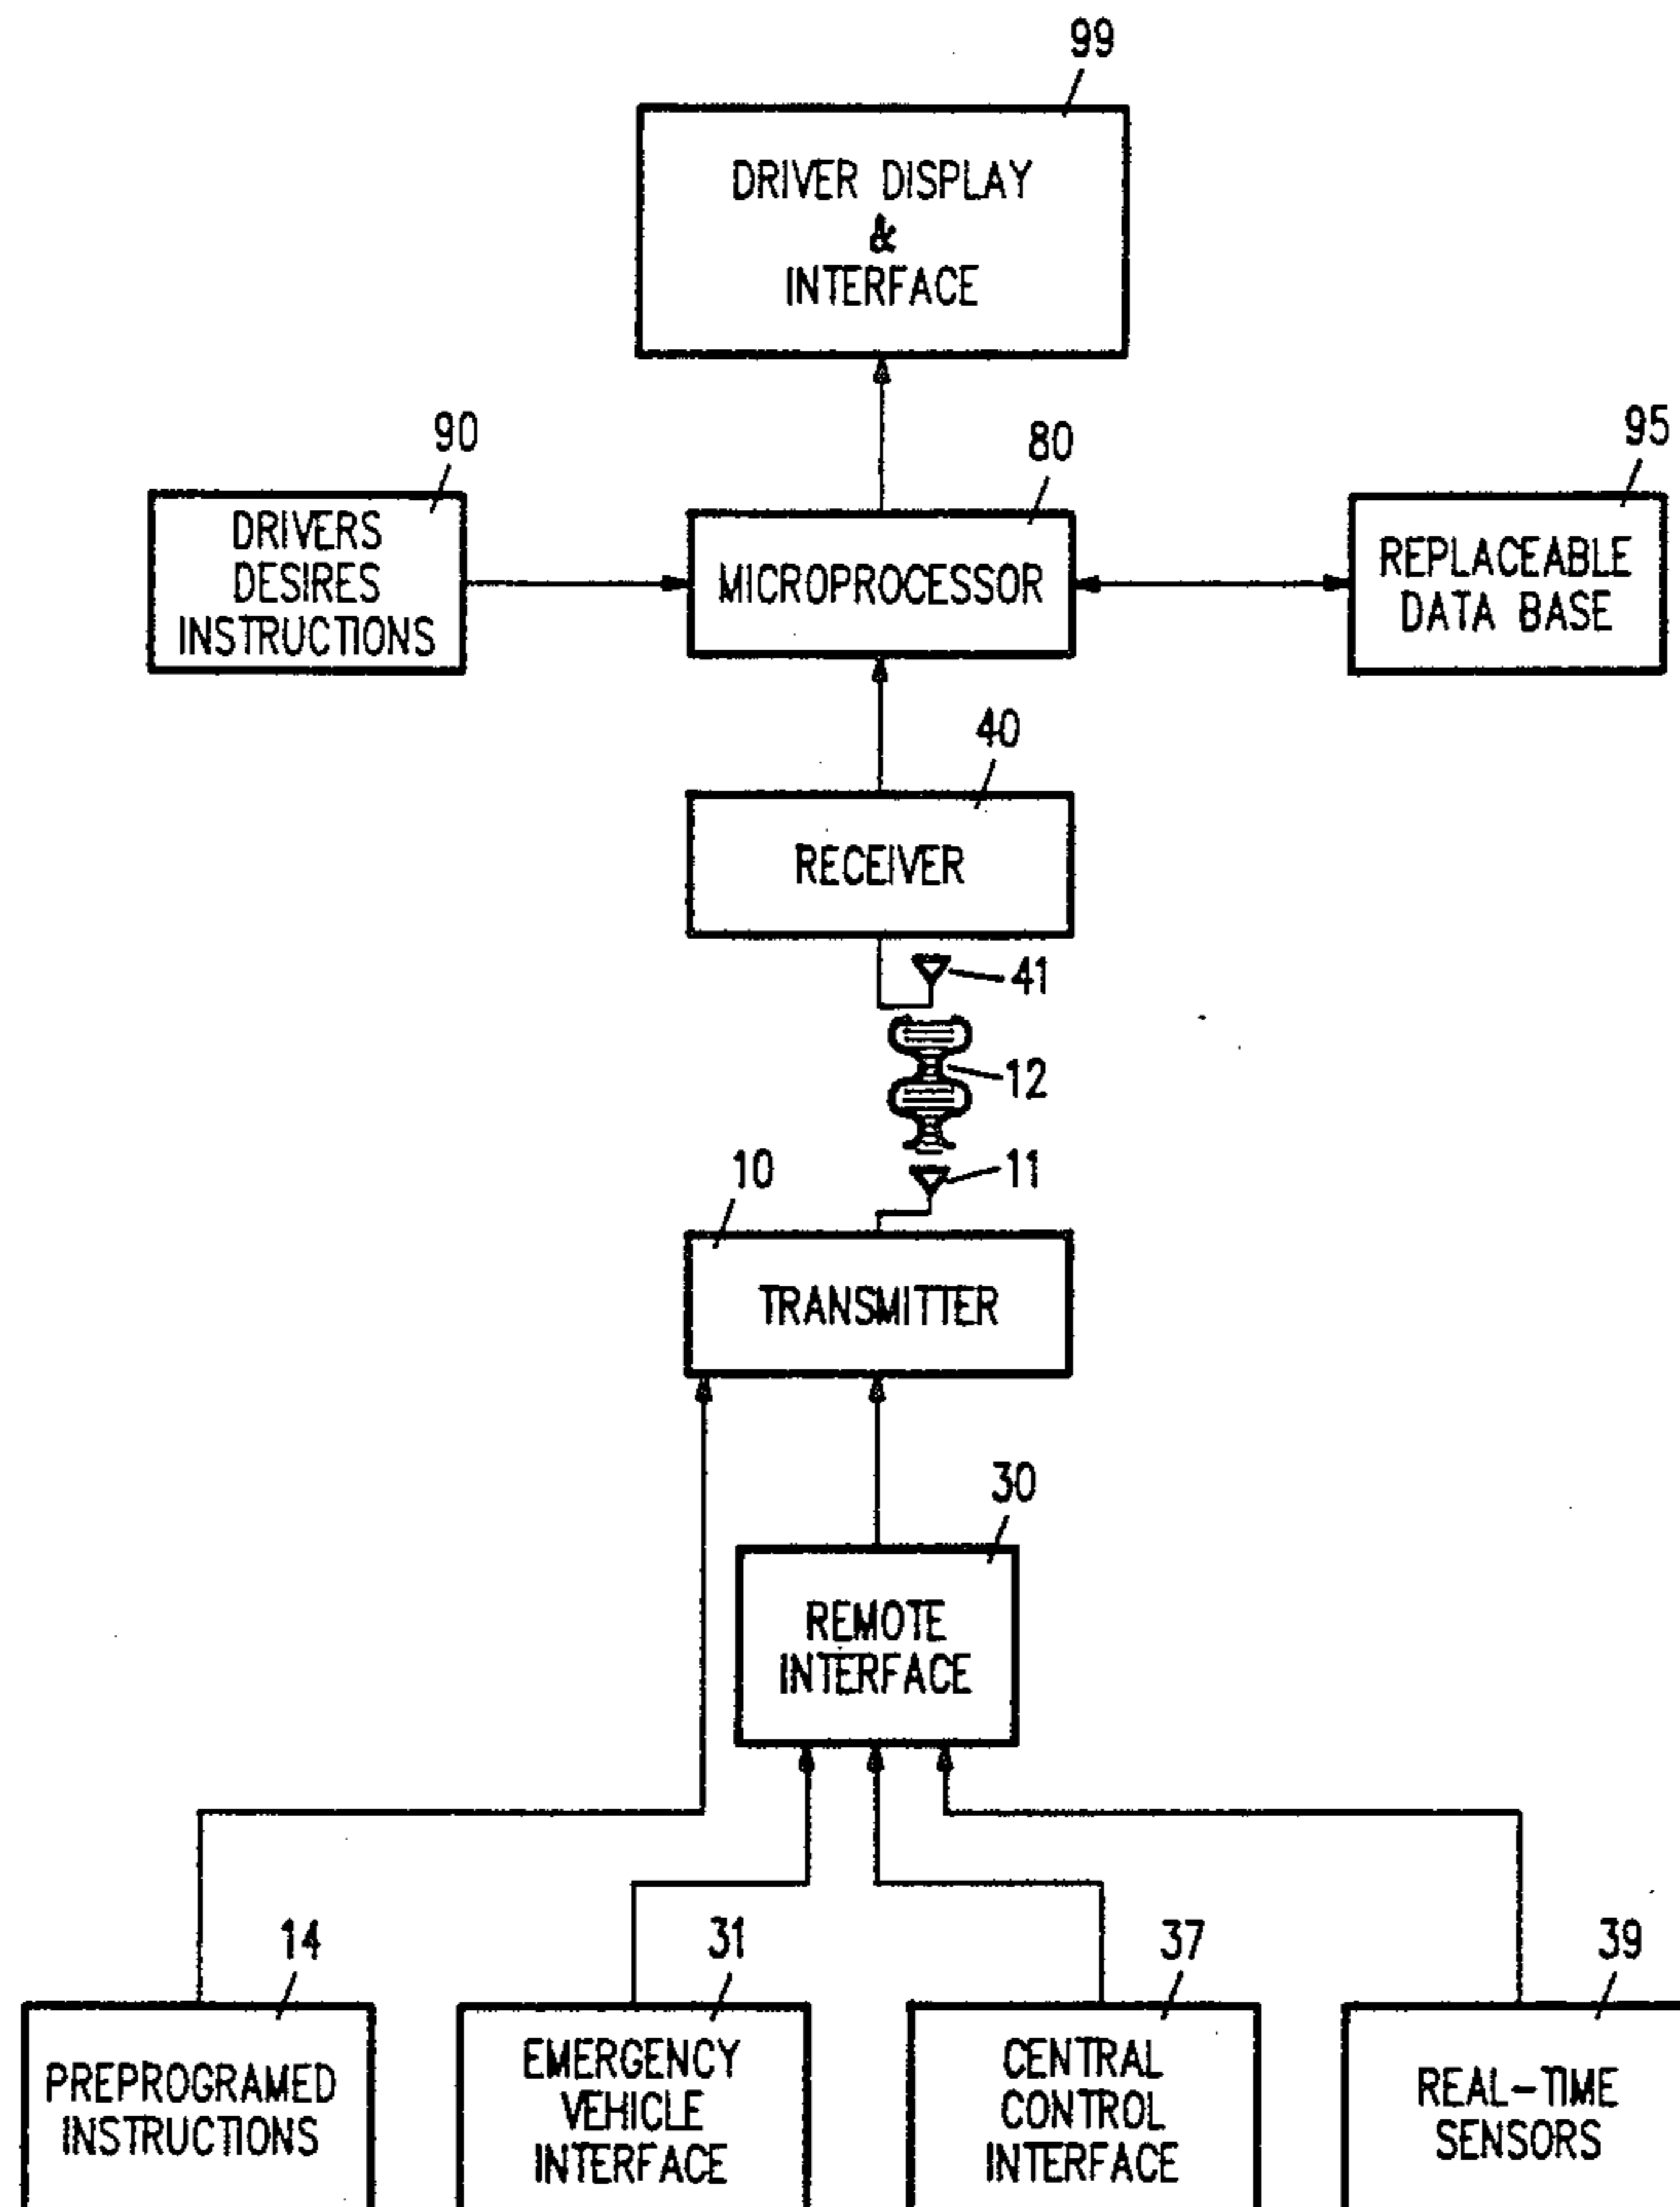 99
DRIVER DISPLAY
&
INTERFACE
90
80
95
DRIVERS
DESIRES
INSTRUCTIONS
MICROPROCESSOR
REPLACEABLE
DATA BASE
40
RECEIVER
41
12
11
10
TRANSMITTER
30
REMOTE
INTERFACE
14
31
37
39
PREPROGRAMED
INSTRUCTIONS
EMERGENCY
VEHICLE
INTERFACE
CENTRAL
CONTROL
INTERFACE
REAL-TIME
SENSORS